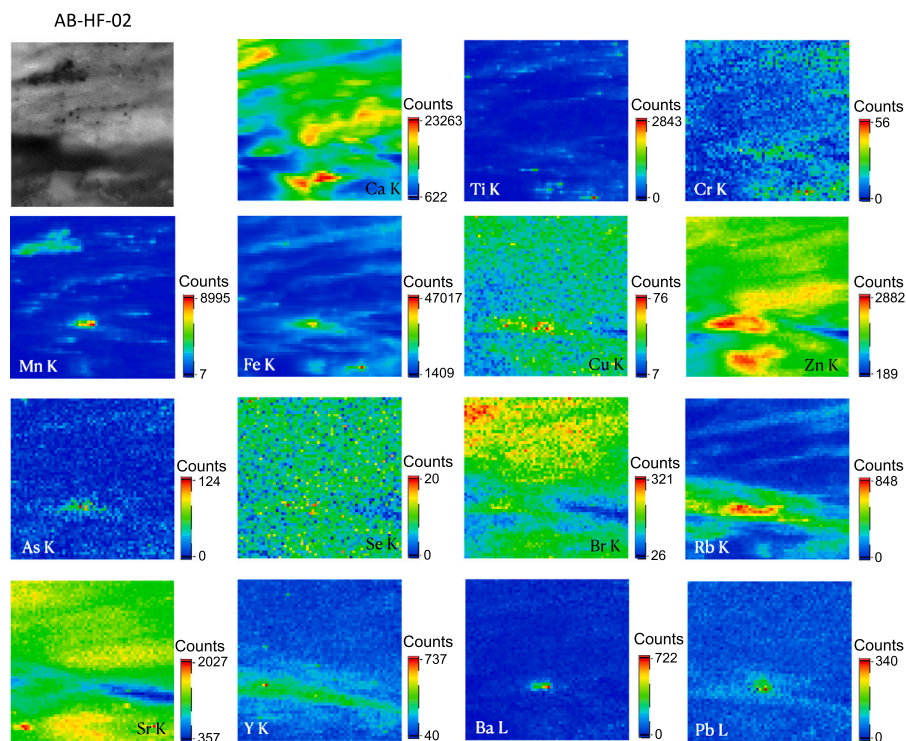 AB-HF-02
Counts
23263
622
Ca K
Counts
2843
0
Ti K
Counts
56
0
Cr K
Counts
8995
7
Mn K
Counts
47017
1409
Fe K
Counts
76
7
Cu K
Counts
2882
189
Zn K
Counts
124
0
As K
Counts
20
0
Se K
Counts
321
26
Br K
Counts
848
0
Rb K
Counts
2027
357
Sr K
Counts
737
40
Y K
Counts
722
0
Ba L
Counts
340
0
Pb L